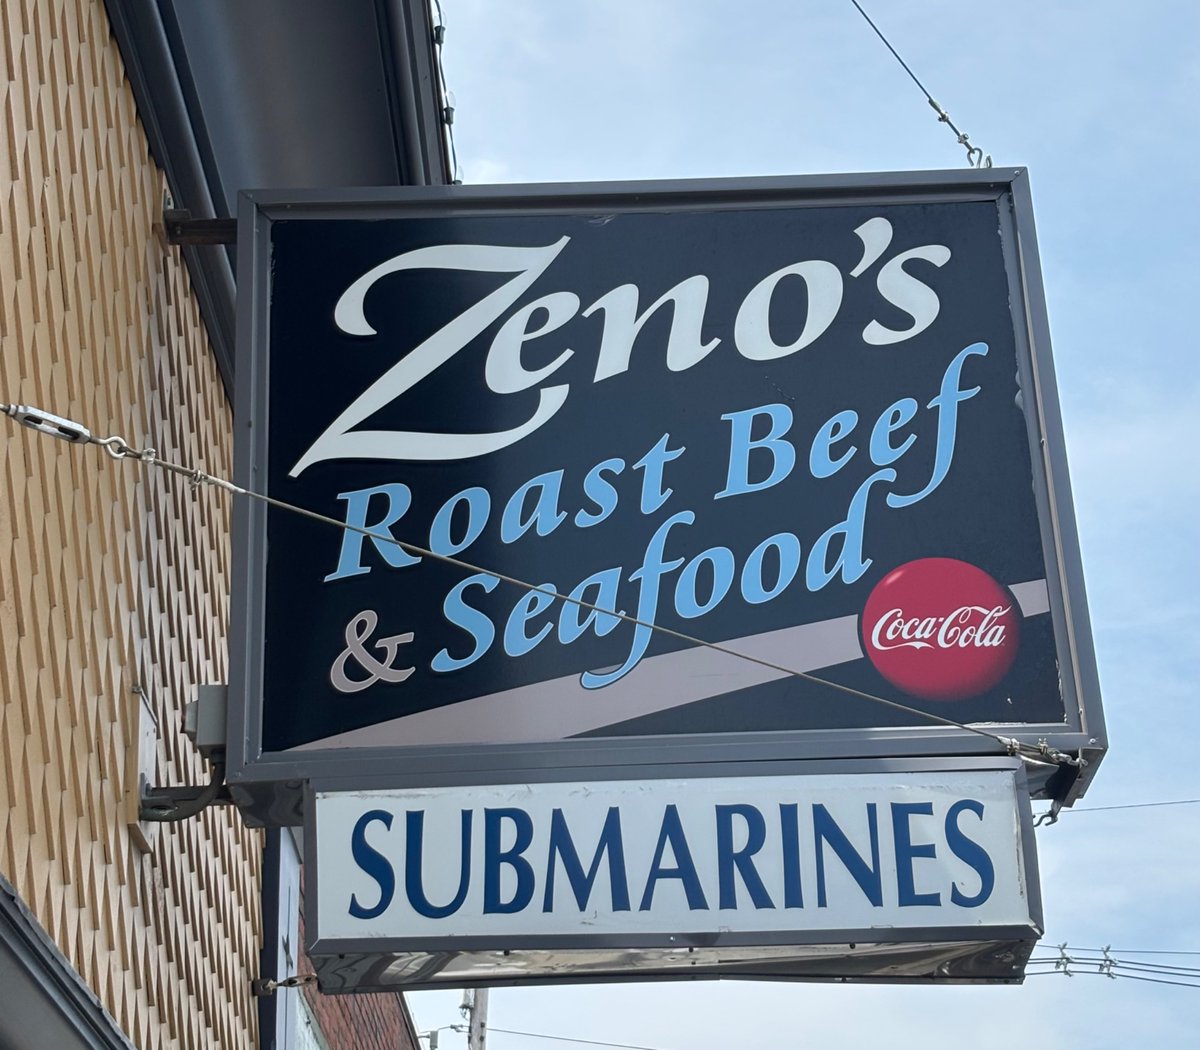 Zeno's
Roast Beef
& Seafood
Coca-Cola
SUBMARINES